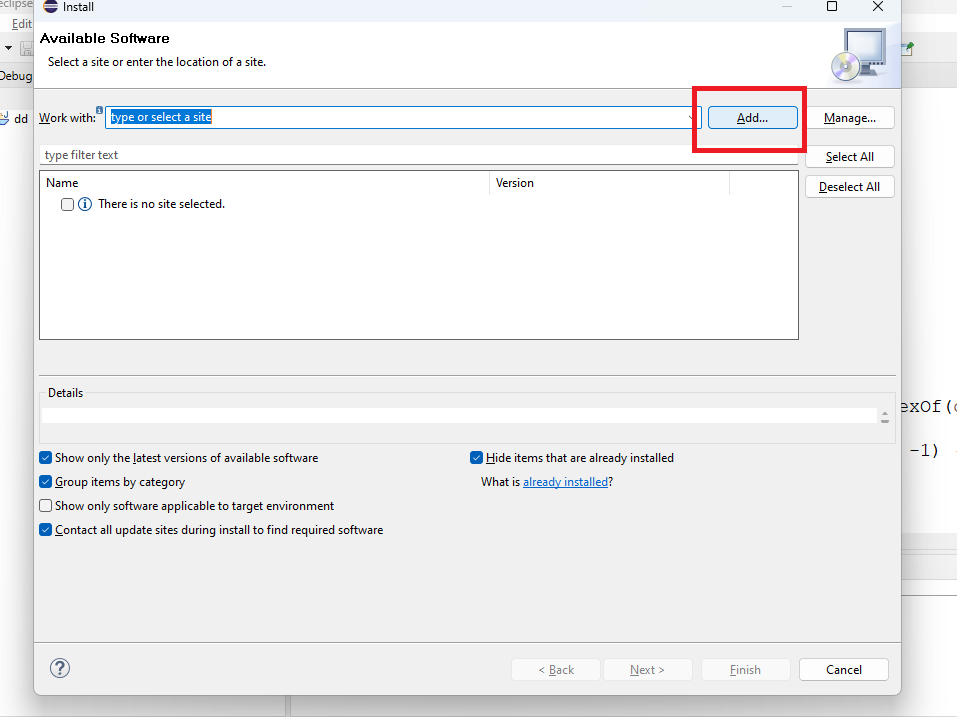 eclipse
Install
Edit
Available Software
Select a site or enter the location of a site.
Debug
dd
Work with:
type or select a site
Add...
Manage...
type filter text
Select All
Name
Version
Deselect All
There is no site selected.
Details
exOf(
-1)
Show only the latest versions of available software
Hide items that are already installed
Group items by category
What is already installed?
Show only software applicable to target environment
Contact all update sites during install to find required software
?
< Back
Next >
Finish
Cancel